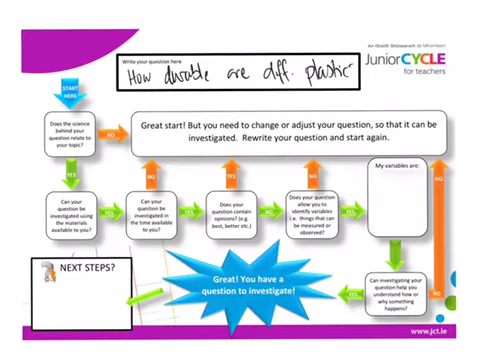 Write your question here
How durable are diff. plastic
An tSraith Shóisearach do Mhúinteoirí
JuniorCYCLE
for teachers
START
HERE
Does the science
behind your
question relate to
your topic?
NO
Great start! But you need to change or adjust your question, so that it can be
investigated. Rewrite your question and start again.
YES
NO
YES
NO
NO
My variables are:
Can your
question be
investigated using
the materials
available to you?
YES
Can your
question be
investigated in
the time available
to you?
YES
Does your
question contain
opinions? (e.g.
best, better etc.)
NO
Does your question
allow you to
identify variables
i.e. things that
can be measured
or observed?
YES
NEXT STEPS?
Great! You have a
question to investigate!
YES
Can investigating
your question help you
understand how or
why something
happens?
NO
www.jct.ie